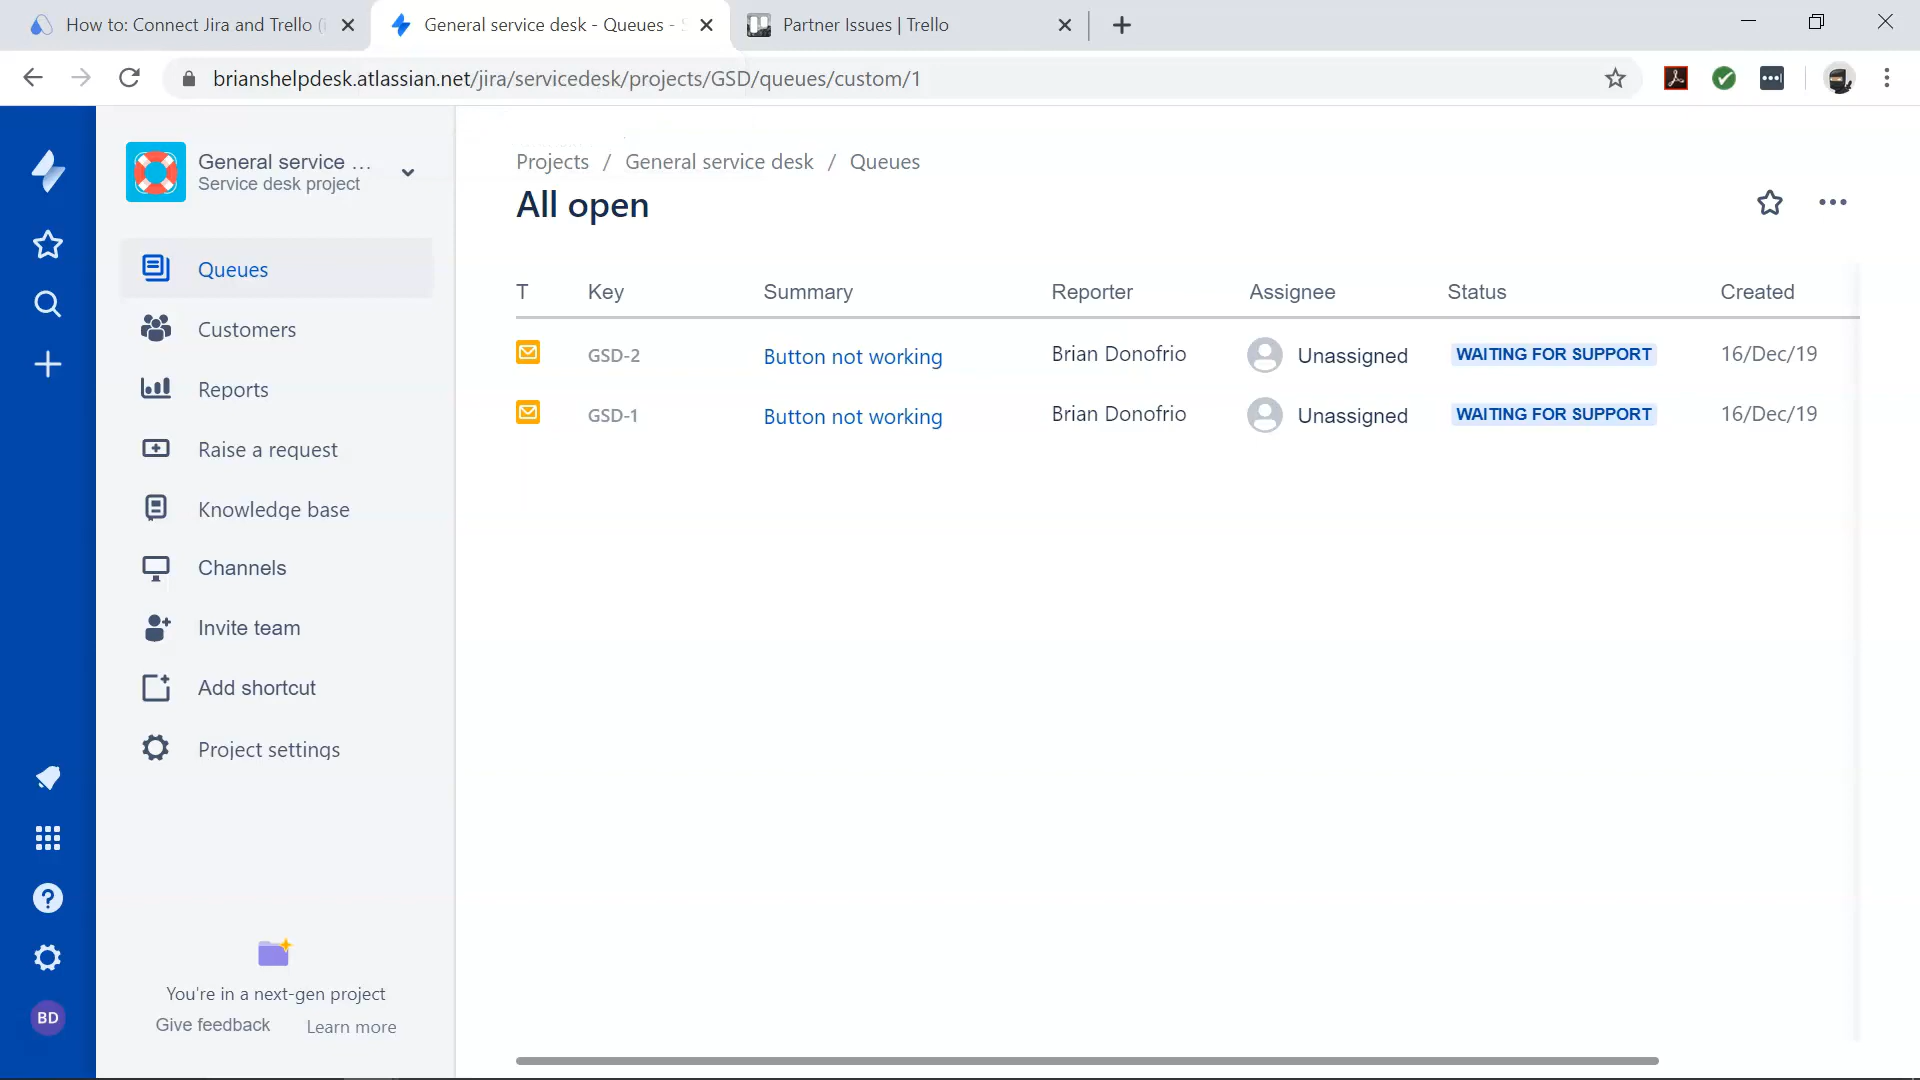 How to: Connect Jira and Trello (i
General service desk - Queues - S
Partner Issues | Trello
brianshelpdesk.atlassian.net/jira/servicedesk/projects/GSD/queues/custom/1
General service ...
Service desk project
Queues
Customers
Reports
Raise a request
Knowledge base
Channels
Invite team
Add shortcut
Project settings
You're in a next-gen project
Give feedback Learn more
BD
Projects / General service desk / Queues
All open
T Key Summary Reporter Assignee Status Created
GSD-2 Button not working Brian Donofrio Unassigned WAITING FOR SUPPORT 16/Dec/19
GSD-1 Button not working Brian Donofrio Unassigned WAITING FOR SUPPORT 16/Dec/19